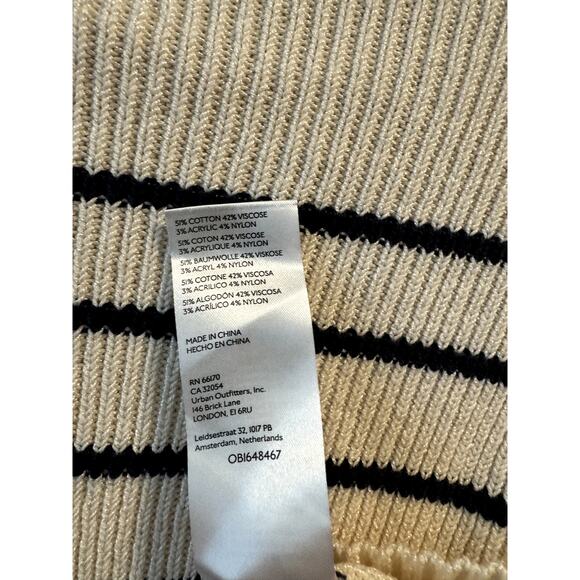 51% COTTON 42% VISCOSE
3% ACRYLIC 4% NYLON
51% COTON 42% VISCOSE
3% ACRYLIQUE 4% NYLON
51% BAUMWOLLE 42% VISKOSE
3% ACRYL 4% NYLON
51% COTONE 42% VISCOSA
3% ACRILICO 4% NYLON
51% ALGODÓN 42% VISCOSA
3% ACRÍLICO 4% NYLON
MADE IN CHINA
HECHO EN CHINA
RN 66170
CA 32054
Urban Outfitters, Inc.
146 Brick Lane
LONDON, E1 6RU
Leidsestraat 32, 1017 PB
Amsterdam, Netherlands
OB1648467